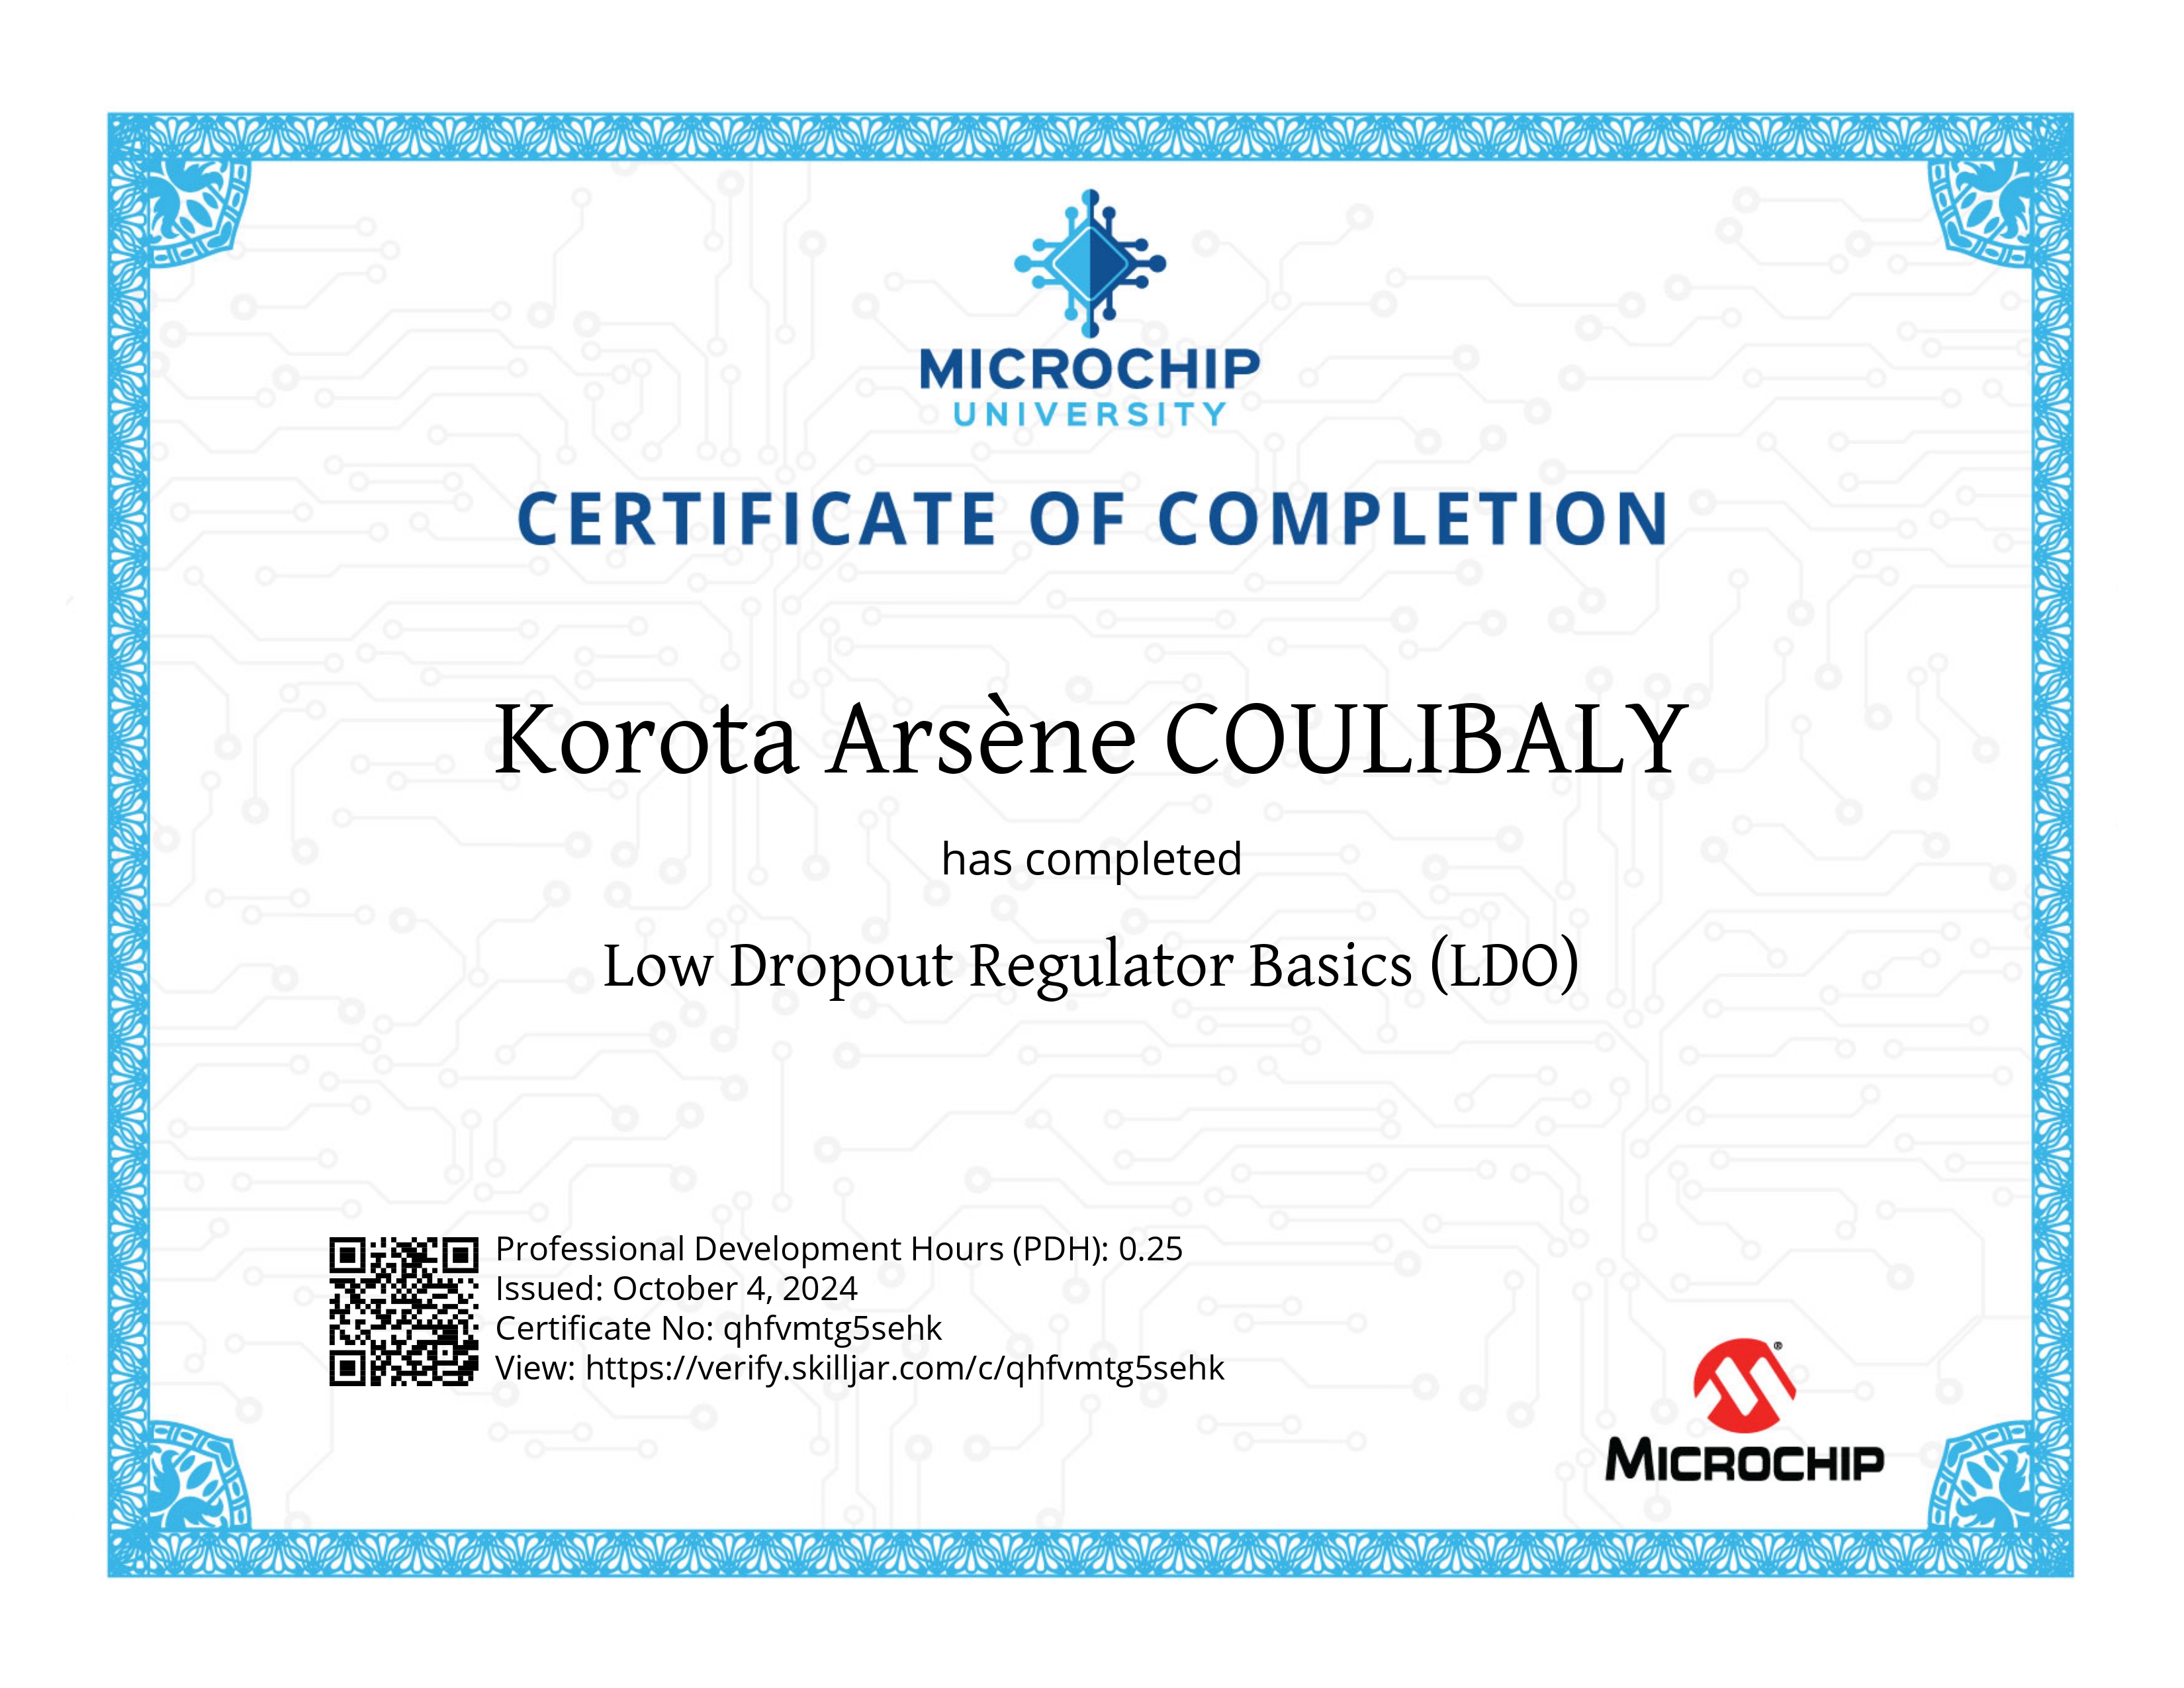 MICROCHIP
UNIVERSITY
CERTIFICATE OF COMPLETION
Korota Arsène COULIBALY
has completed
Low Dropout Regulator Basics (LDO)
Professional Development Hours (PDH): 0.25
Issued: October 4, 2024
Certificate No: qhfvmtg5sehk
View: https://verify.skilljar.com/c/qhfvmtg5sehk
®
MICROCHIP